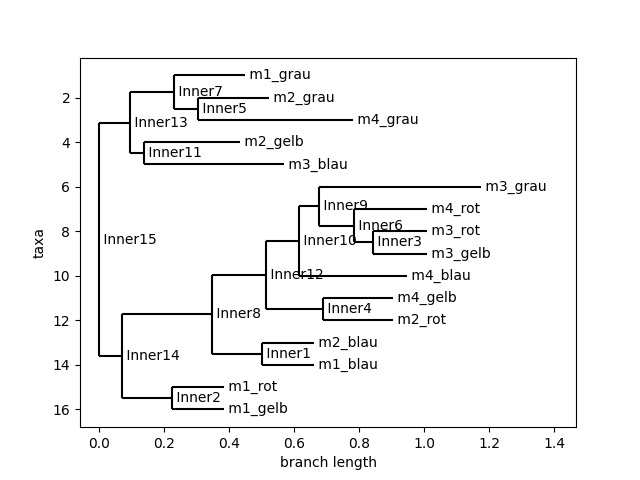 m1_grau
Inner7
2 m2_grau
Inner5
m4_grau
Inner13
4 m2_gelb
Inner11
m3_blau
6 m3_grau
Inner9
m4_rot
Inner6
8 m3_rot
Inner15 Inner10 Inner3
taxa
m3_gelb
10 Inner12 m4_blau
m4_gelb
Inner4
Inner8
12 m2_rot
m2_blau
Inner14 Inner1
14 m1_blau
m1_rot
Inner2
16 m1_gelb
0.0 0.2 0.4 0.6 0.8 1.0 1.2 1.4
branch length